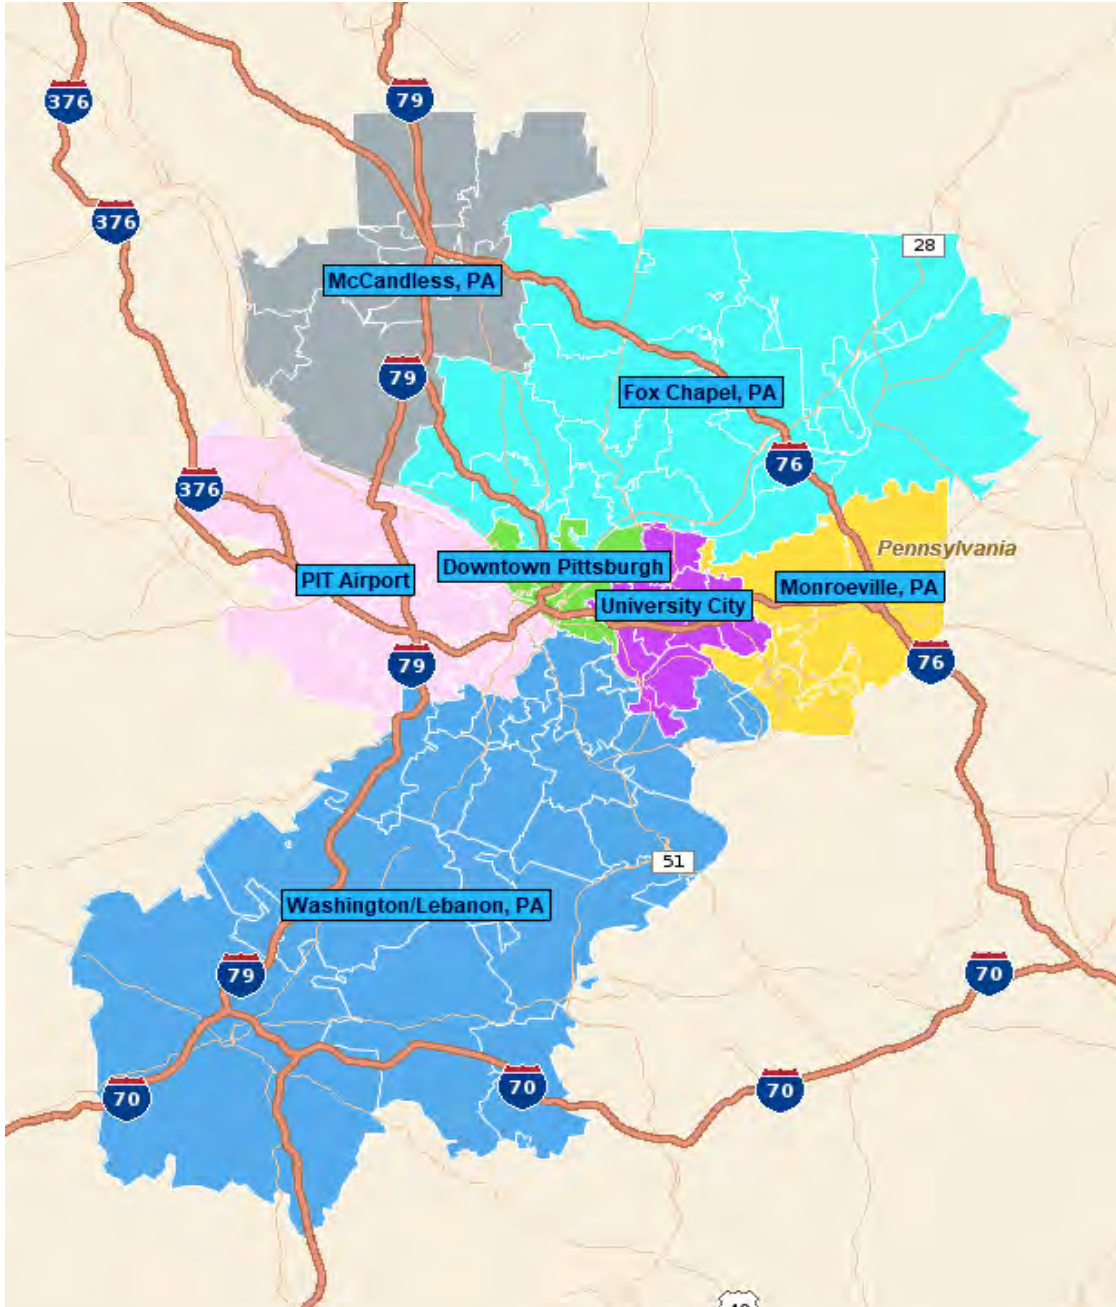 376
79
376
28
McCandless, PA
79
Fox Chapel, PA
76
376
Pennsylvania
Downtown Pittsburgh
PIT Airport
Monroeville, PA
University City
79
76
51
Washington/Lebanon, PA
79
70
70
70
70